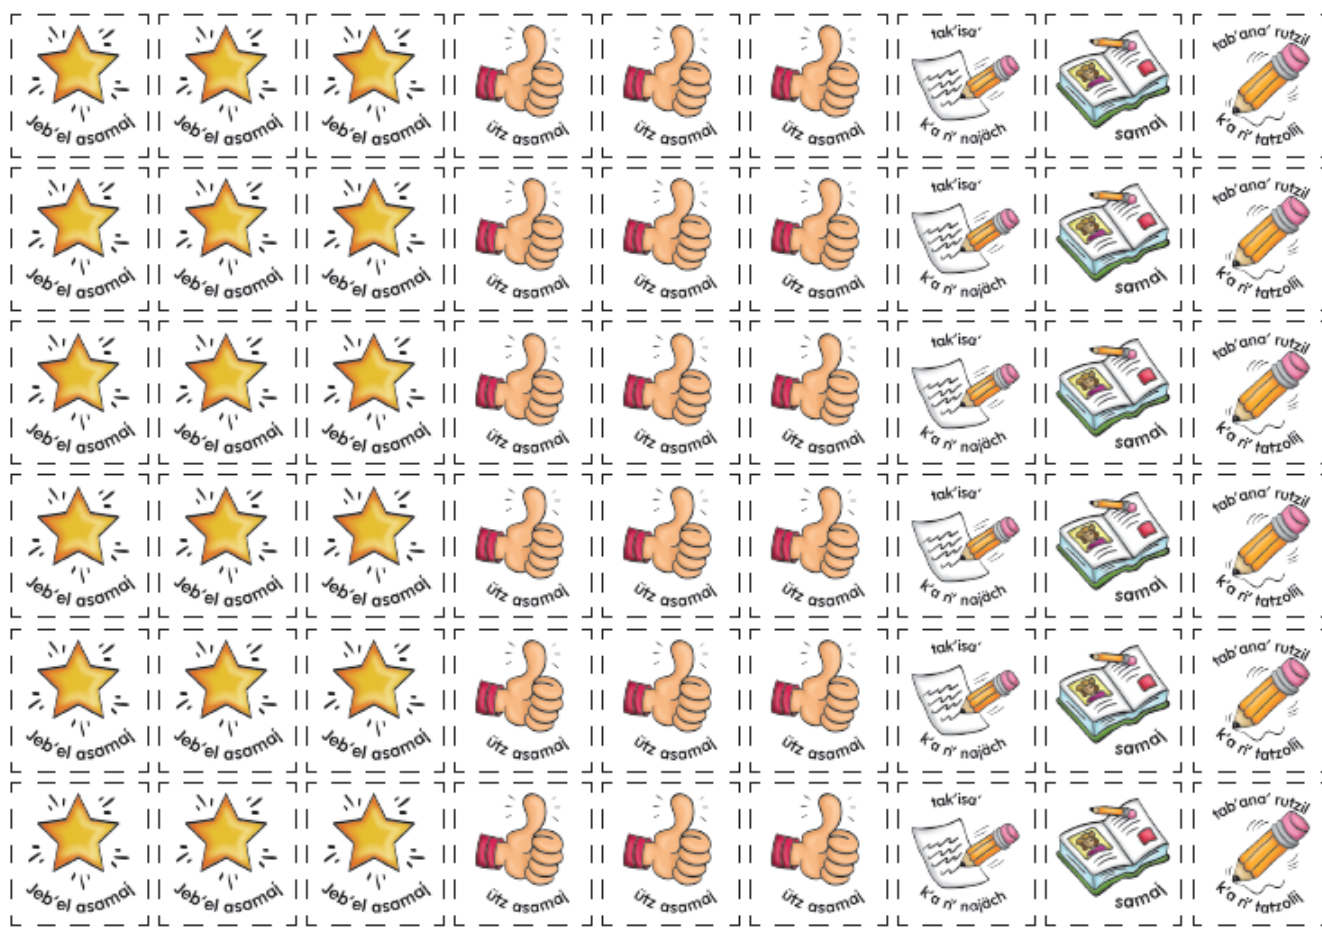 Jeb'el asamaj
Jeb'el asamaj
Jeb'el asamaj
ütz asamaj
ütz asamaj
ütz asamaj
tak'isa'
k'a ri' najäch
samaj
tab'ana' rutzil
k'a ri' tatzolij
Jeb'el asamaj
Jeb'el asamaj
Jeb'el asamaj
ütz asamaj
ütz asamaj
ütz asamaj
tak'isa'
k'a ri' najäch
samaj
tab'ana' rutzil
k'a ri' tatzolij
Jeb'el asamaj
Jeb'el asamaj
Jeb'el asamaj
ütz asamaj
ütz asamaj
ütz asamaj
tak'isa'
k'a ri' najäch
samaj
tab'ana' rutzil
k'a ri' tatzolij
Jeb'el asamaj
Jeb'el asamaj
Jeb'el asamaj
ütz asamaj
ütz asamaj
ütz asamaj
tak'isa'
k'a ri' najäch
samaj
tab'ana' rutzil
k'a ri' tatzolij
Jeb'el asamaj
Jeb'el asamaj
Jeb'el asamaj
ütz asamaj
ütz asamaj
ütz asamaj
tak'isa'
k'a ri' najäch
samaj
tab'ana' rutzil
k'a ri' tatzolij
Jeb'el asamaj
Jeb'el asamaj
Jeb'el asamaj
ütz asamaj
ütz asamaj
ütz asamaj
tak'isa'
k'a ri' najäch
samaj
tab'ana' rutzil
k'a ri' tatzolij